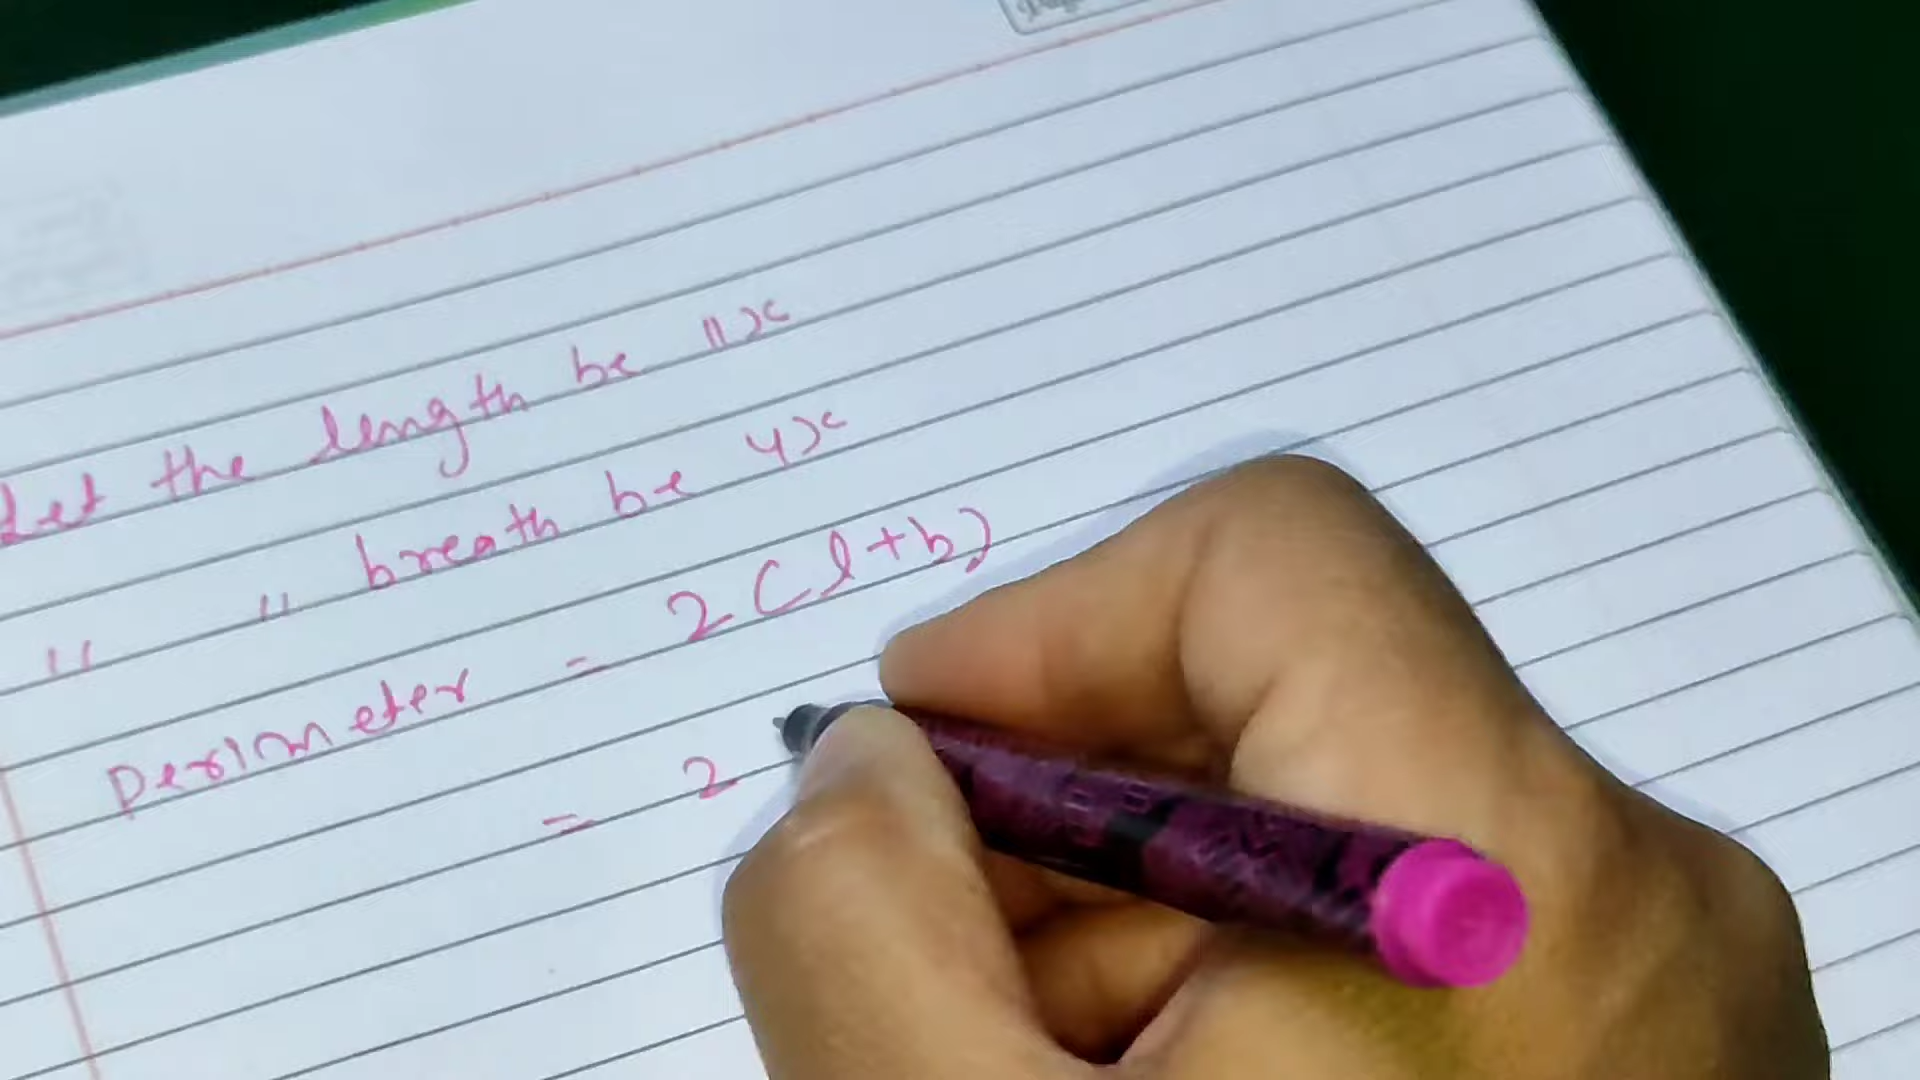 Let the length be 11x
" " breath be 4x
Perimeter = 2(l+b)
= 2